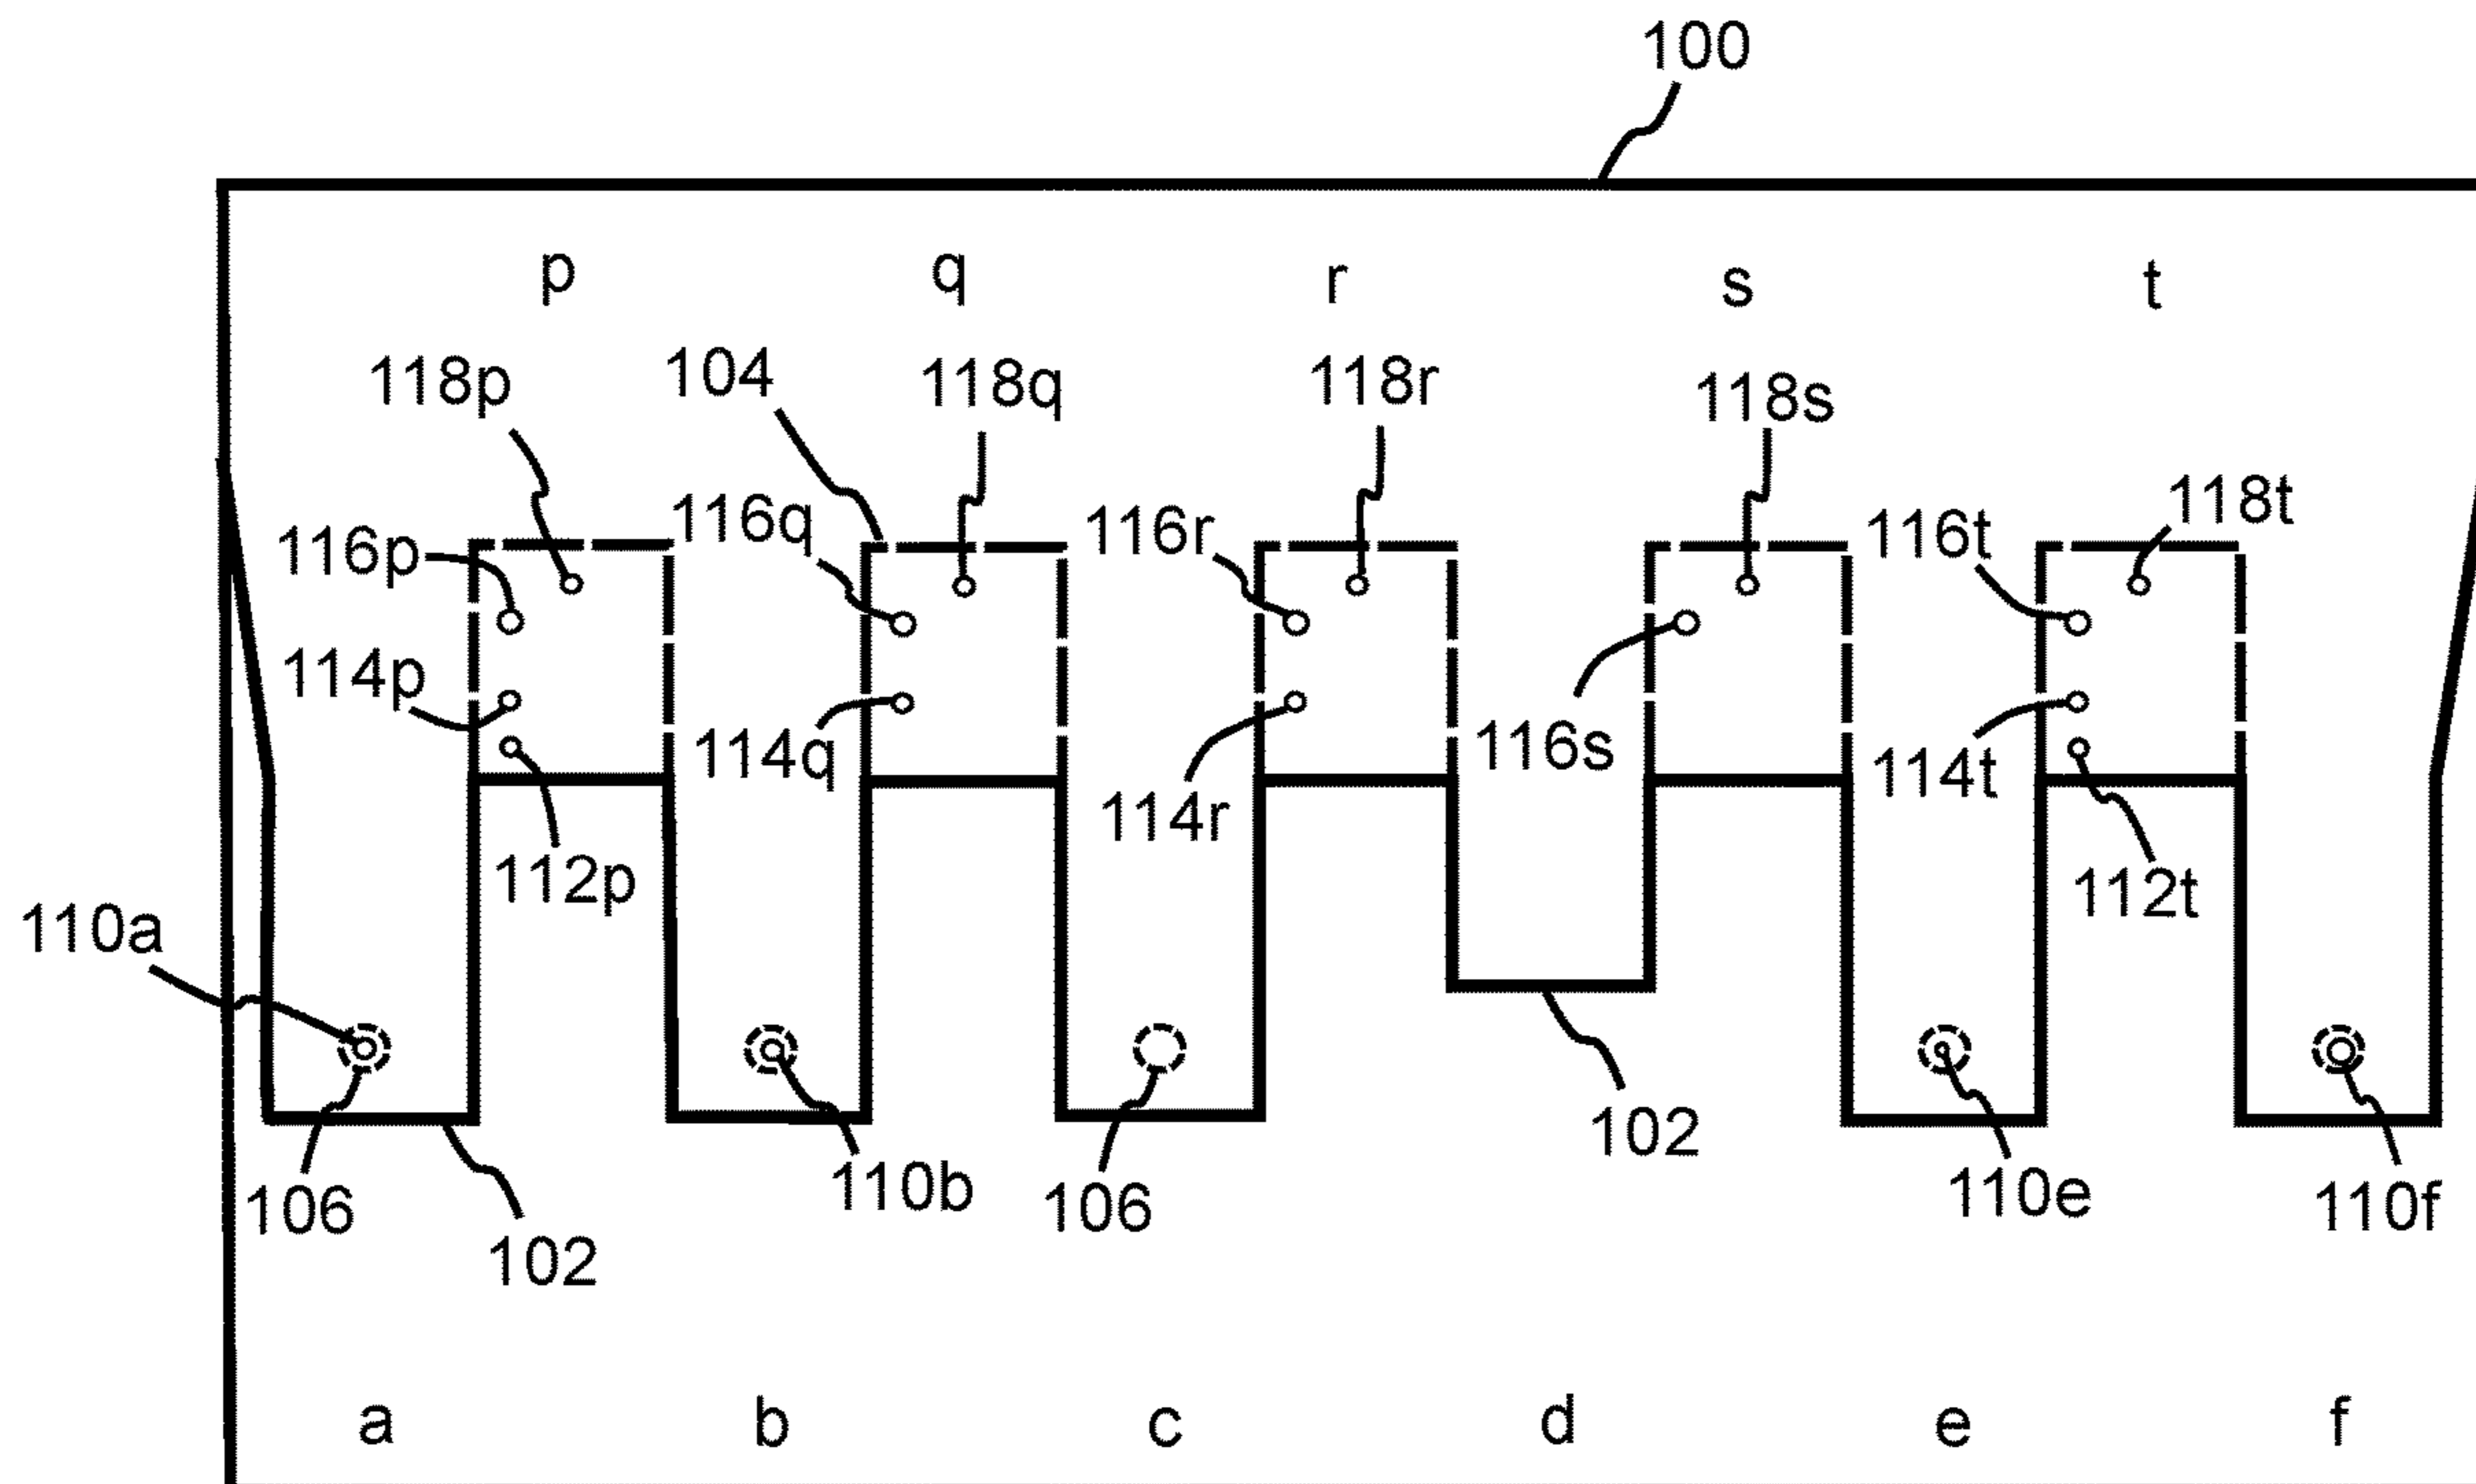 100
p q r s t
118p 104 118q 118r 118s
116p 116q 116r 116t 118t
114p 114q 114r 116s 114t
112p 112t
110a
106 102 110b 106 102 110e 110f
a b c d e f